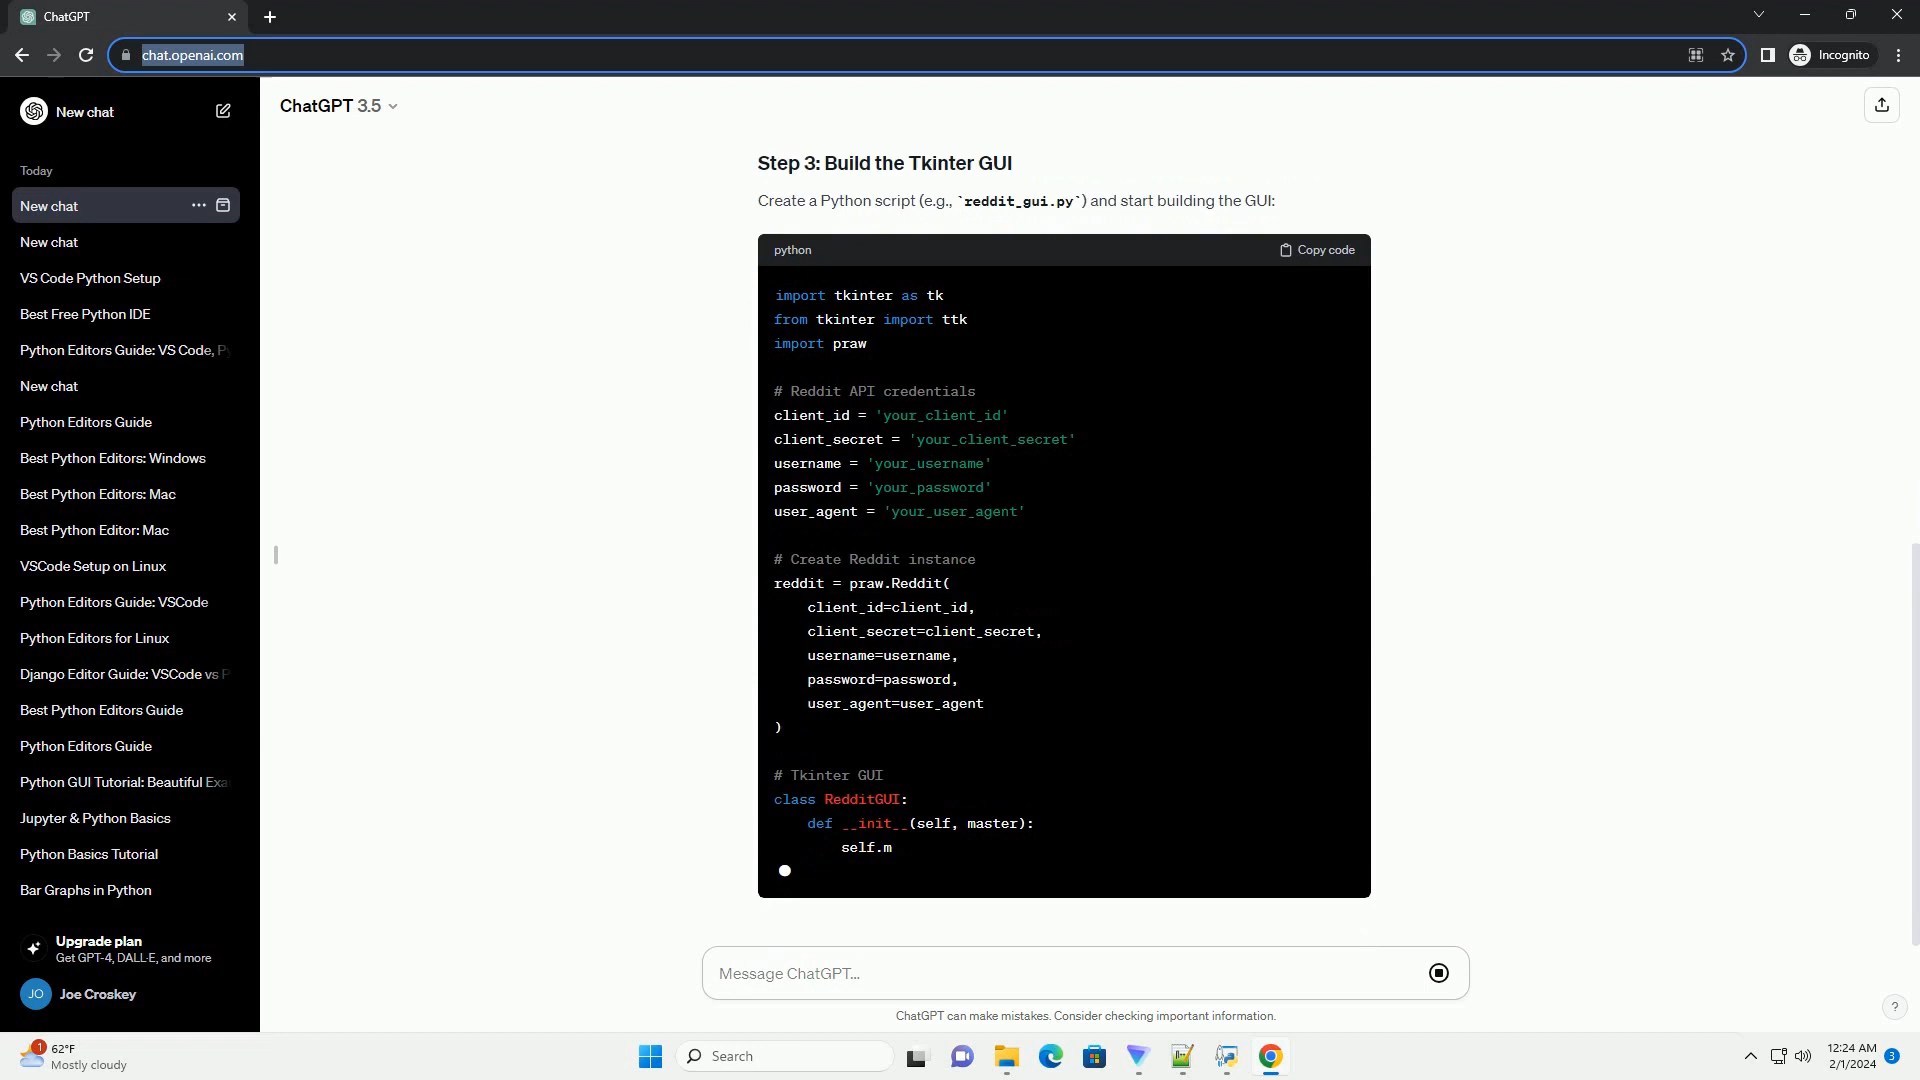 ChatGPT
chat.openai.com
Incognito
New chat
Today
New chat
New chat
VS Code Python Setup
Best Free Python IDE
Python Editors Guide: VS Code, Py
New chat
Python Editors Guide
Best Python Editors: Windows
Best Python Editors: Mac
Best Python Editor: Mac
VSCode Setup on Linux
Python Editors Guide: VSCode
Python Editors for Linux
Django Editor Guide: VSCode vs P
Best Python Editors Guide
Python Editors Guide
Python GUI Tutorial: Beautiful Exa
Jupyter & Python Basics
Python Basics Tutorial
Bar Graphs in Python
Upgrade plan
Get GPT-4, DALL·E, and more
JO
Joe Croskey
ChatGPT 3.5
Step 3: Build the Tkinter GUI
Create a Python script (e.g., `reddit_gui.py`) and start building the GUI:
python
Copy code
import tkinter as tk
from tkinter import ttk
import praw
# Reddit API credentials
client_id = 'your_client_id'
client_secret = 'your_client_secret'
username = 'your_username'
password = 'your_password'
user_agent = 'your_user_agent'
# Create Reddit instance
reddit = praw.Reddit(
client_id=client_id,
client_secret=client_secret,
username=username,
password=password,
user_agent=user_agent
)
# Tkinter GUI
class RedditGUI:
def __init__(self, master):
self.m
Message ChatGPT...
ChatGPT can make mistakes. Consider checking important information.
?
1
62°F
Mostly cloudy
Search
12:24 AM
2/1/2024
3